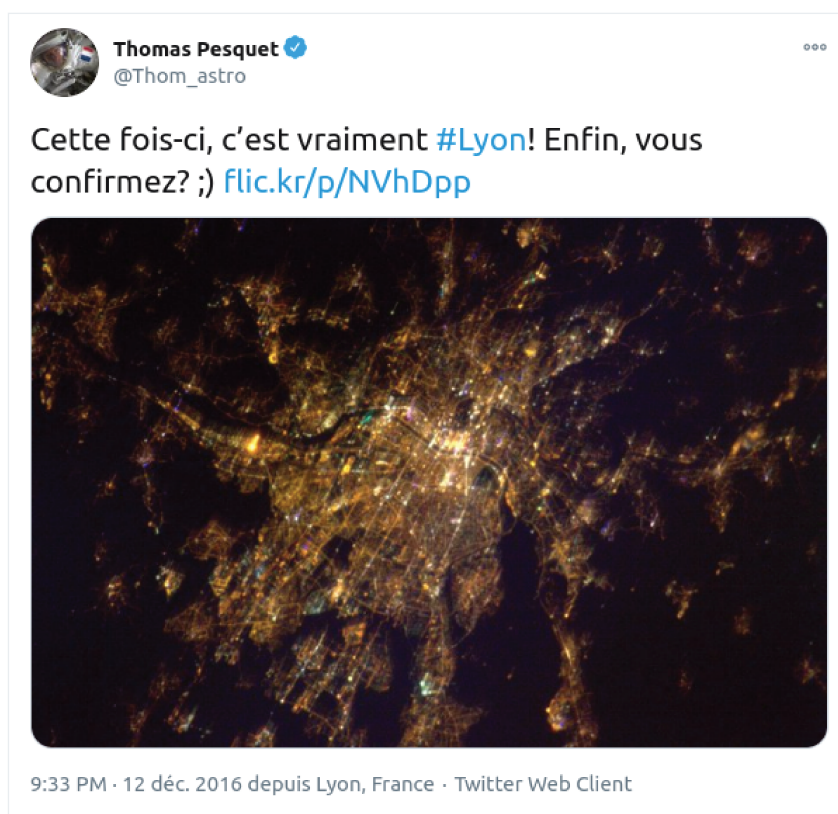 Thomas Pesquet
@Thom_astro
Cette fois-ci, c’est vraiment #Lyon! Enfin, vous
confirmez? ;) flic.kr/p/NVhDpp
9:33 PM · 12 déc. 2016 depuis Lyon, France · Twitter Web Client